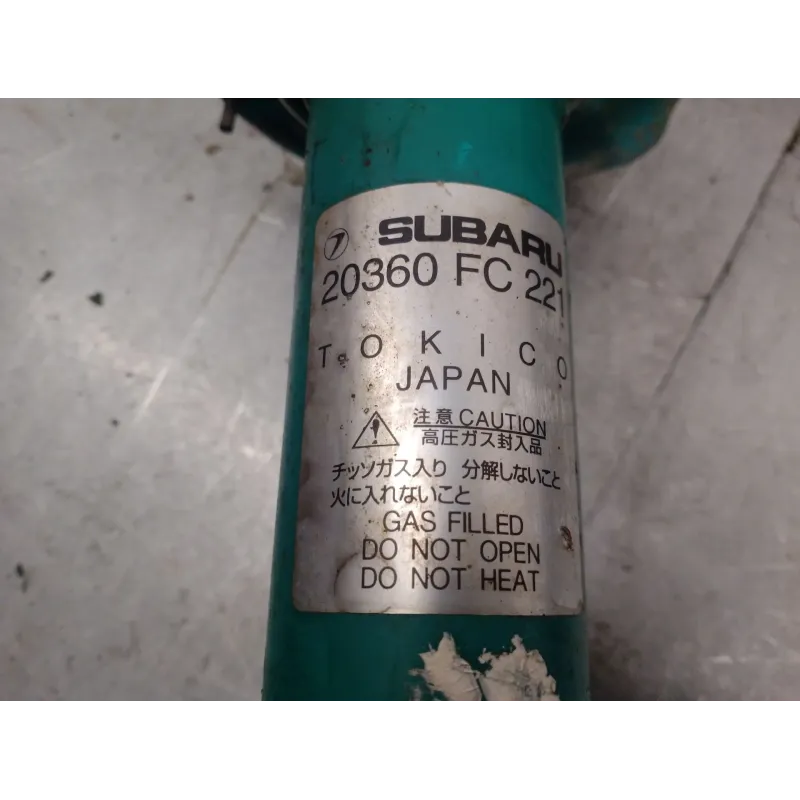 SUBARU
20360 FC 221
TOKICO
JAPAN
注意 CAUTION
高圧ガス封入品
チッソガス入り 分解しないこと
火に入れないこと
GAS FILLED
DO NOT OPEN
DO NOT HEAT